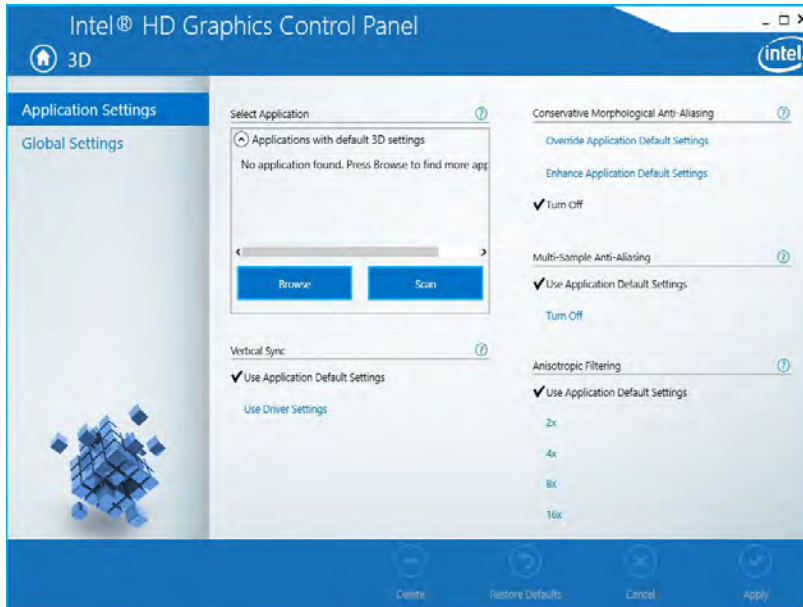 Intel® HD Graphics Control Panel
3D
intel
Application Settings
Global Settings
Select Application
Applications with default 3D settings
No application found. Press Browse to find more app
Browse
Scan
Vertical Sync
Use Application Default Settings
Use Driver Settings
Conservative Morphological Anti-Aliasing
Override Application Default Settings
Enhance Application Default Settings
Turn Off
Multi-Sample Anti-Aliasing
Use Application Default Settings
Turn Off
Anisotropic Filtering
Use Application Default Settings
2x
4x
8x
16x
Delete
Restore Defaults
Cancel
Apply